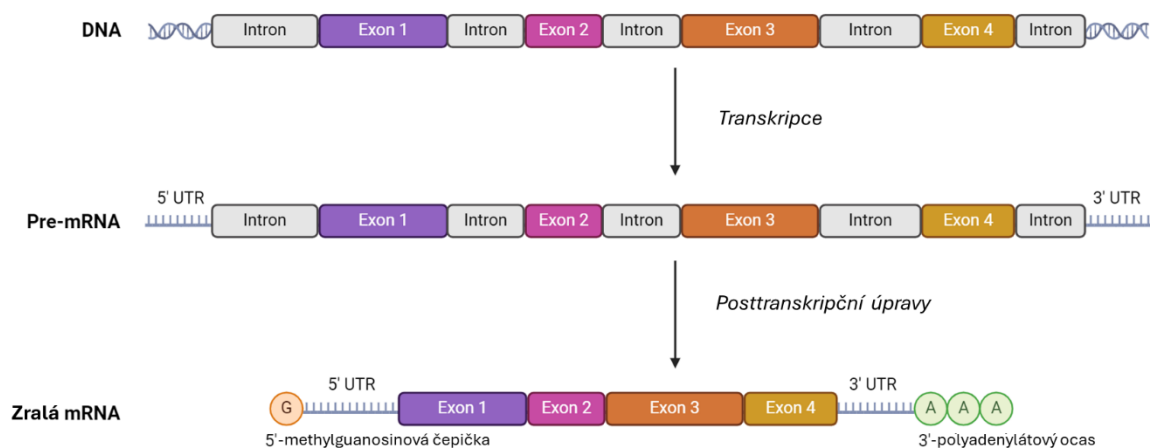 DNA Intron Exon 1 Intron Exon 2 Intron Exon 3 Intron Exon 4 Intron
Transkripce
5' UTR 3' UTR
Pre-mRNA Intron Exon 1 Intron Exon 2 Intron Exon 3 Intron Exon 4 Intron
Posttranskripční úpravy
5' UTR 3' UTR
Zralá mRNA G Exon 1 Exon 2 Exon 3 Exon 4 A A A
5'-methylguanosinová čepička 3'-polyadenylátový ocas